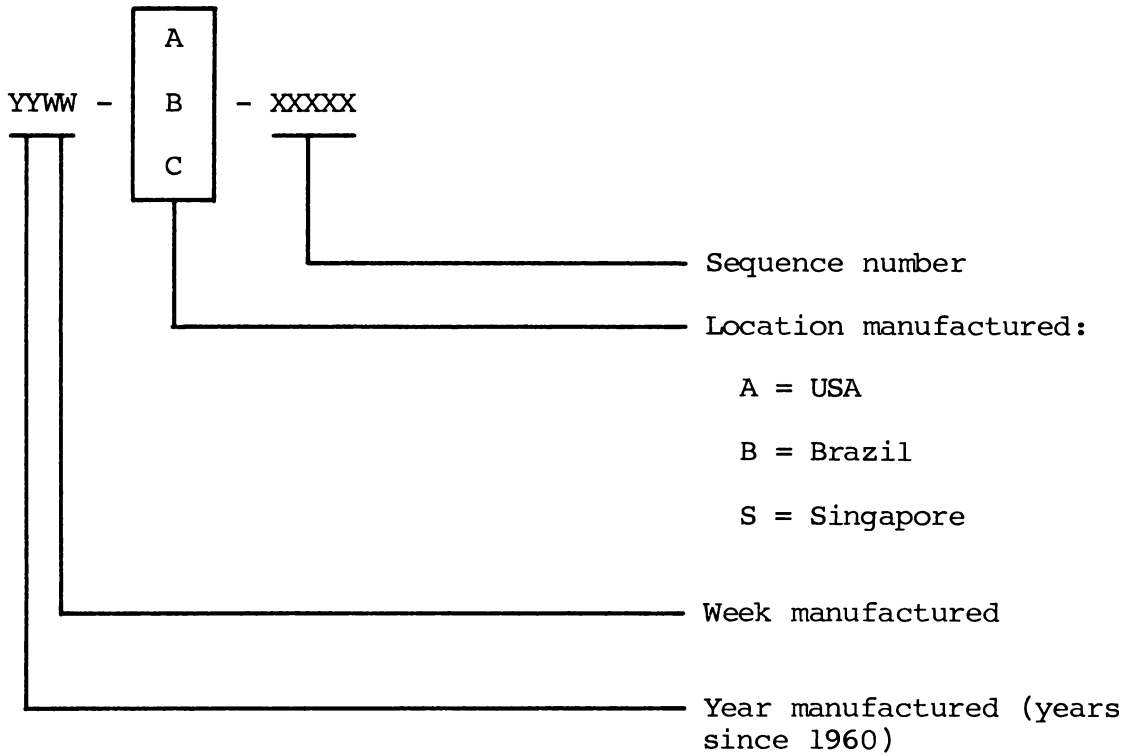 A
YYWW - B - XXXXX
C
Sequence number
Location manufactured:
A = USA
B = Brazil
S = Singapore
Week manufactured
Year manufactured (years
since 1960)